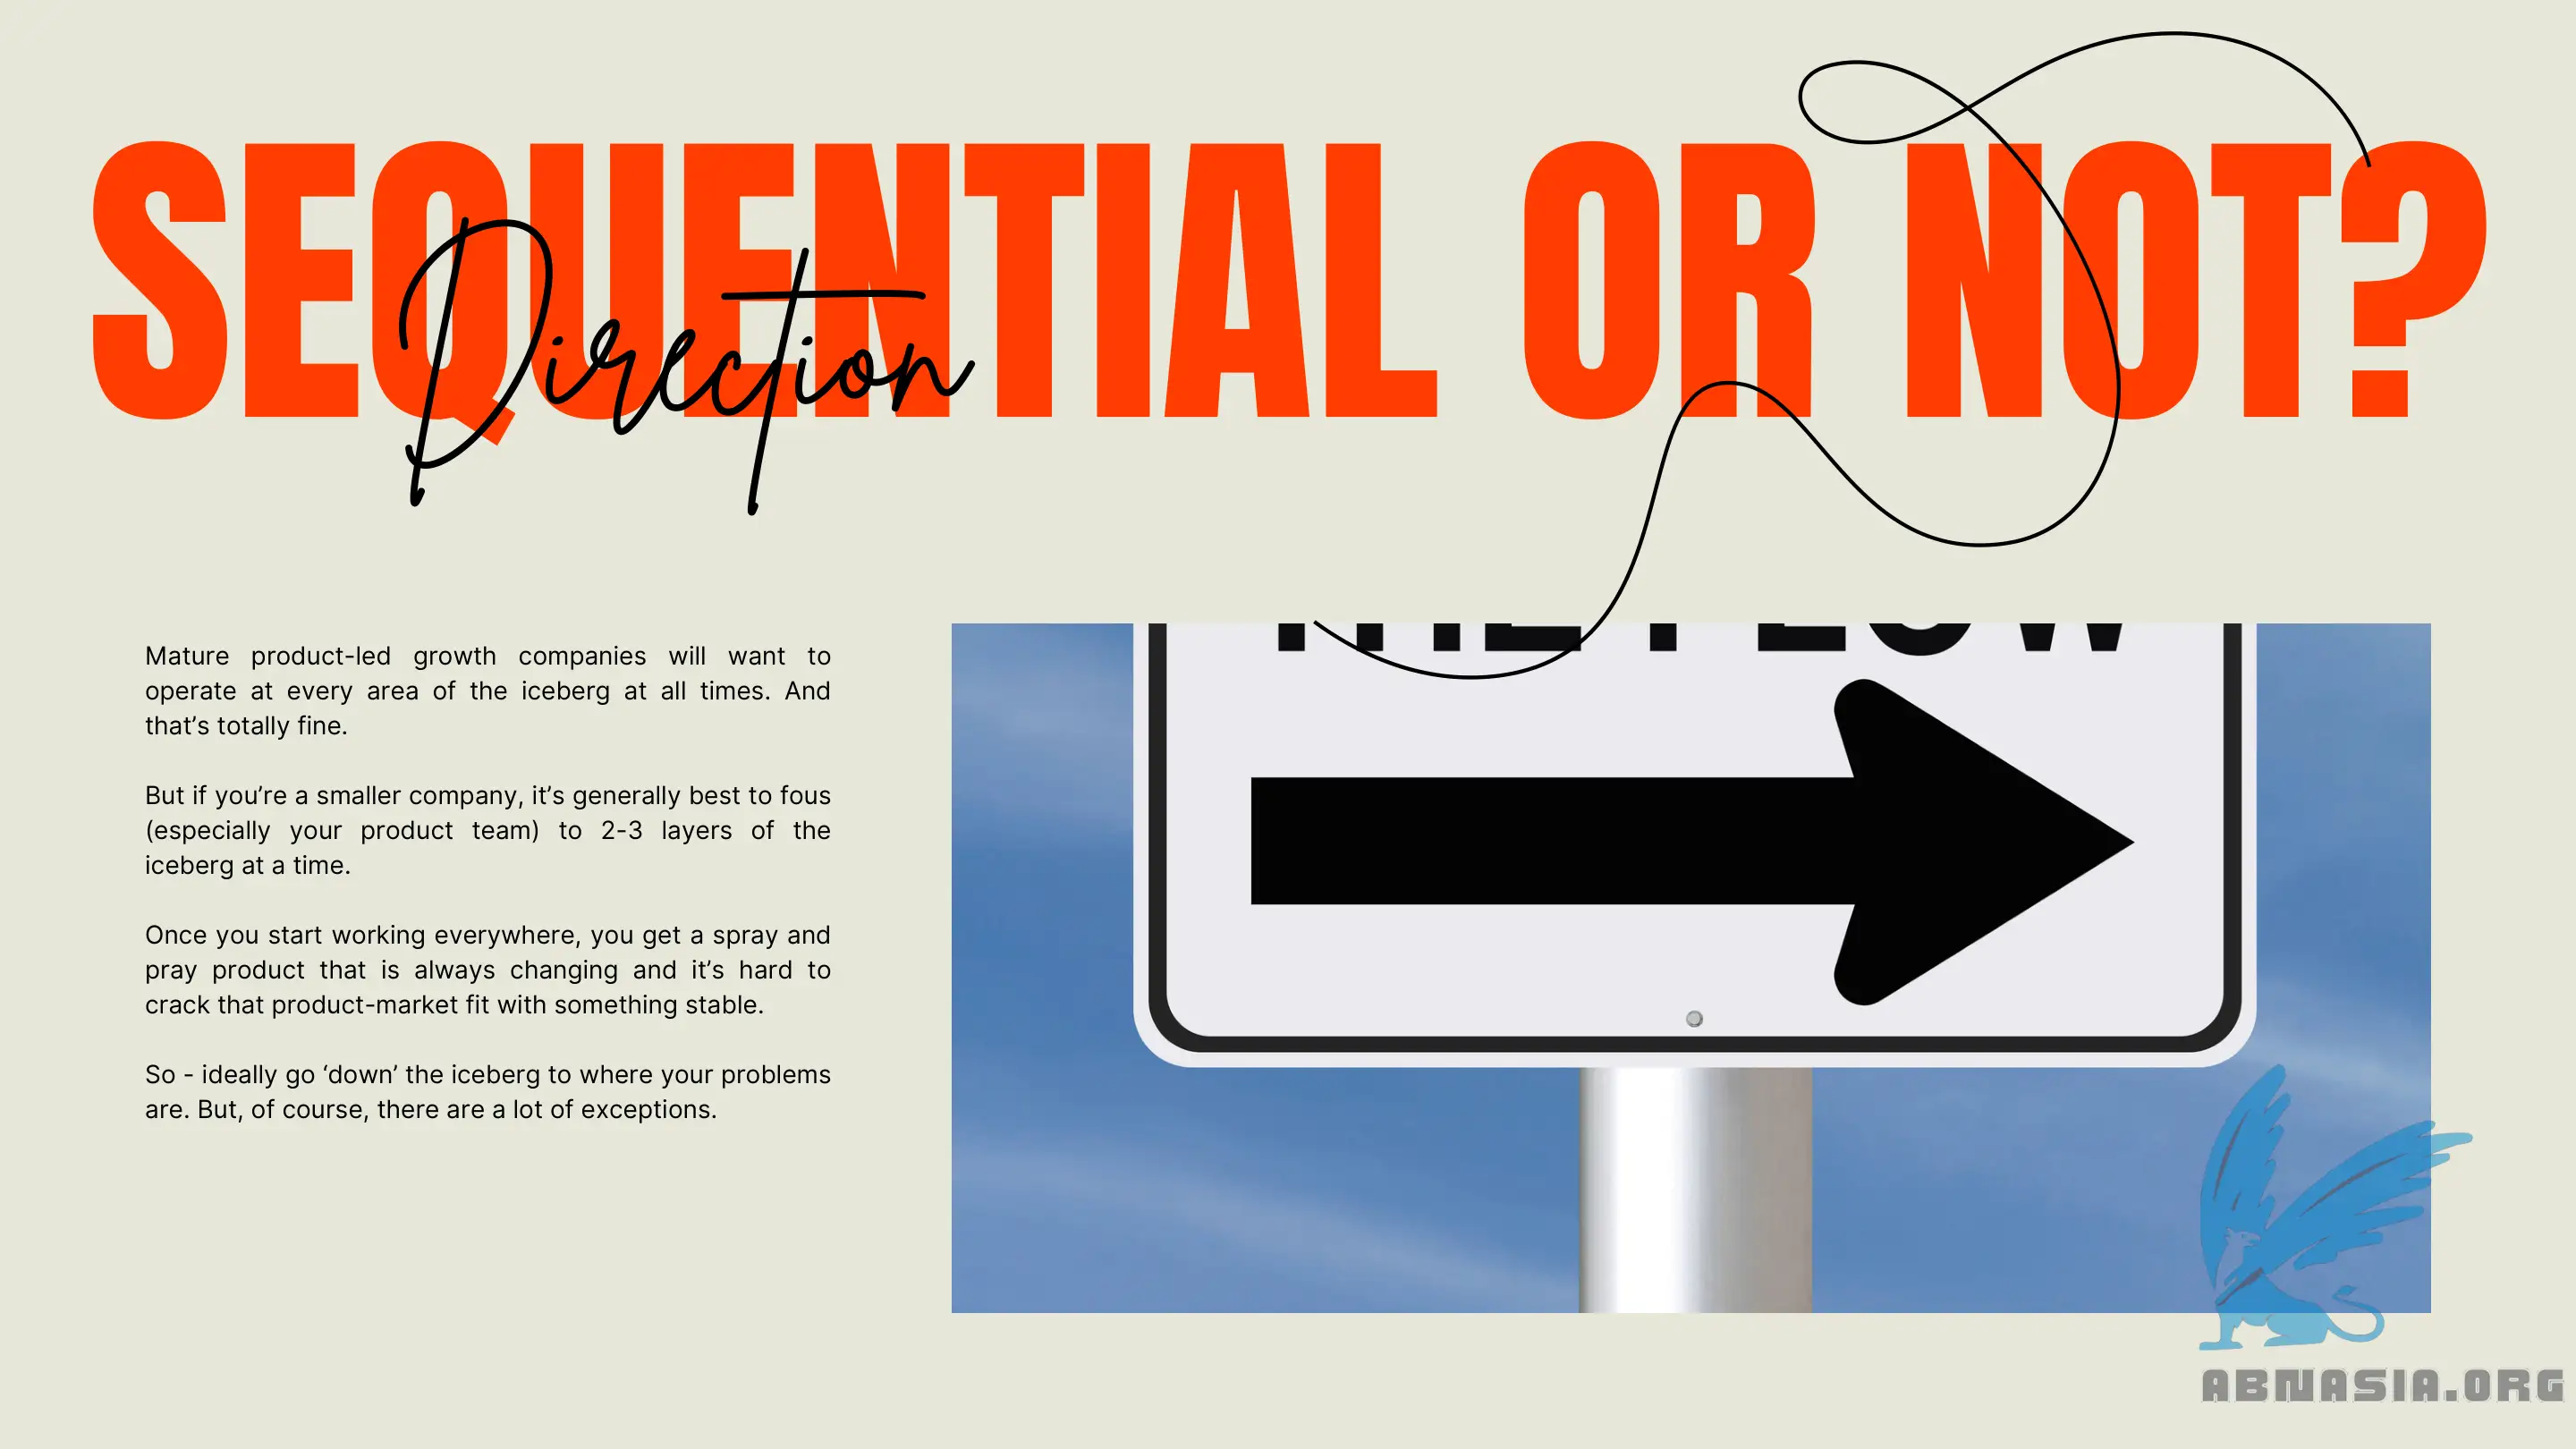 SEQUENTIAL OR NOT?
Direction
Mature product-led growth companies will want to
operate at every area of the iceberg at all times. And
that’s totally fine.
But if you’re a smaller company, it’s generally best to fous
(especially your product team) to 2-3 layers of the
iceberg at a time.
Once you start working everywhere, you get a spray and
pray product that is always changing and it’s hard to
crack that product-market fit with something stable.
So - ideally go ‘down’ the iceberg to where your problems
are. But, of course, there are a lot of exceptions.
THE FLOW
ABNASIA.ORG